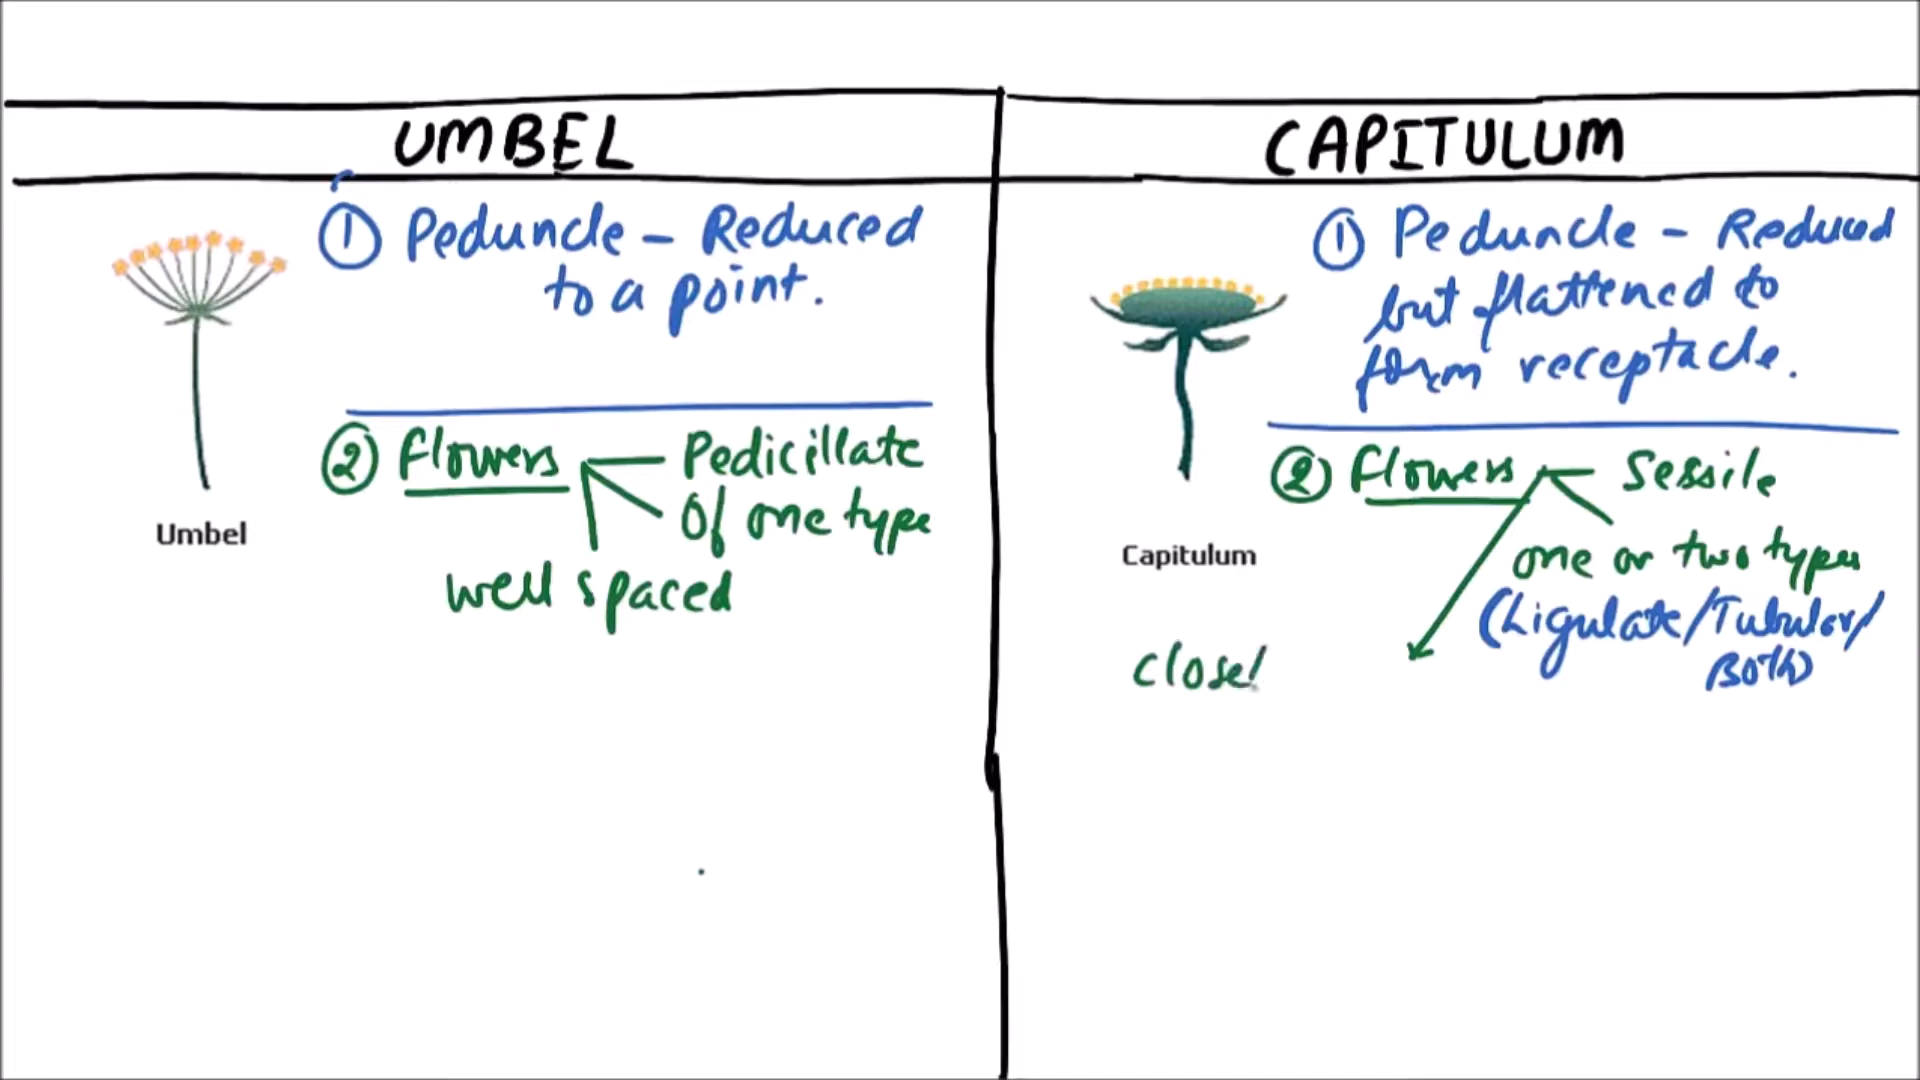 UMBEL
CAPITULUM
① Peduncle - Reduced
to a point.
② Flowers
Pedicillate
Of one type
well spaced
Umbel
① Peduncle - Reduced
but flattened to
form receptacle.
② Flowers
Sessile
one or two types
(Ligulate/Tubular/
Both)
Capitulum
Closel